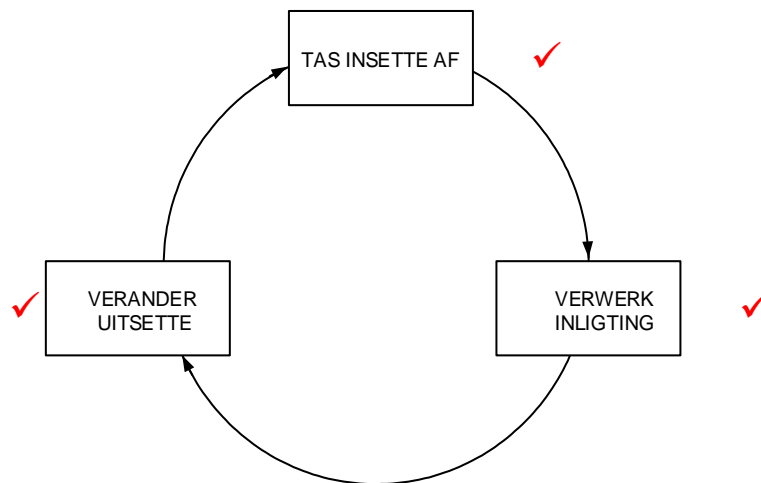 TAS INSETTE AF
VERWERK
INLIGTING
VERANDER
UITSETTE